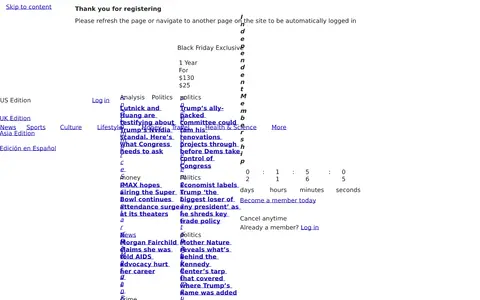 Skip to content
Thank you for registering
Please refresh the page or navigate to another page on the site to be automatically logged in
Independent Membership
Black Friday Exclusive
1 Year
For
$130
$25
US Edition
Log in
UK Edition
Asia Edition
Edición en Español
News
Sports
Culture
Lifestyle
Travel
Health & Science
More
Analysis
Politics
Lutnick and
Huang are
testifying about
Trump's Nvidia
scandal. Here's
what Congress
needs to ask
politics
Trump's ally-
packed
committee could
jam his
renovations
projects through
before Dems take
control of
Congress
money
IMAX hopes
airing the Super
Bowl continues
attendance surge
at its theaters
Politics
Economist labels
Trump 'the
biggest loser of
any president' as
he shreds key
trade policy
News
Morgan Fairchild
claims she was
told AIDS
advocacy hurt
her career
politics
Mother Nature
reveals what's
behind the
Kennedy
Center's tarp
that covered
where Trump's
name was added
Crime
0 : 1 : 5 : 0
2 1 6 5
days hours minutes seconds
Become a member today
Cancel anytime
Already a member? Log in